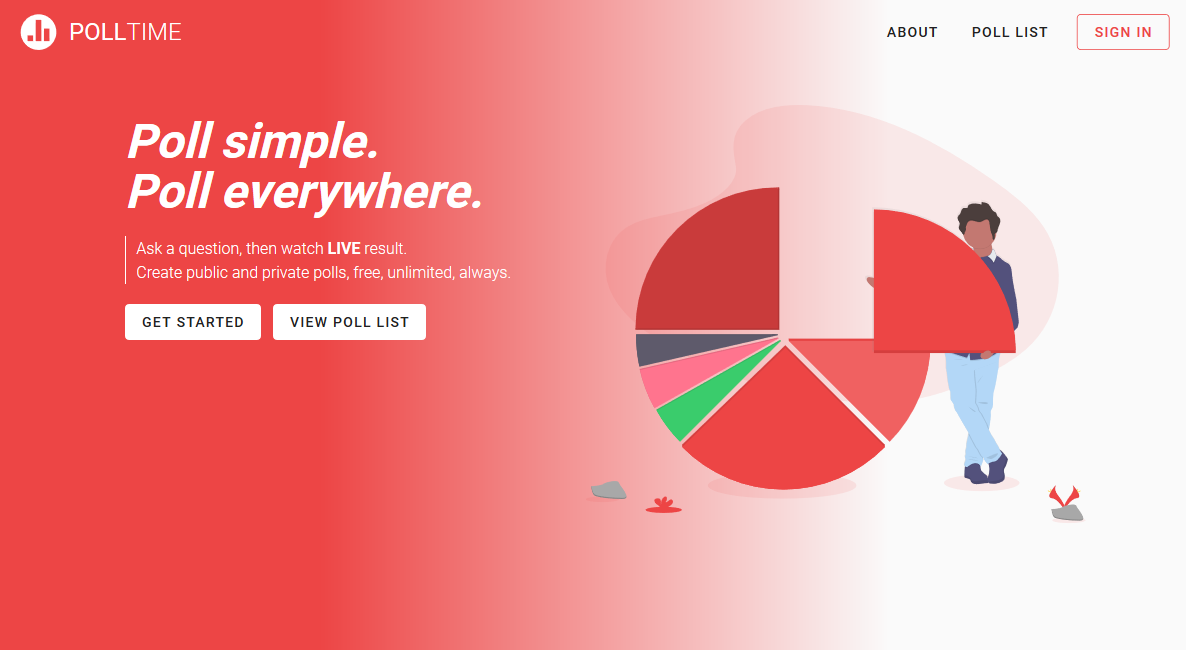 POLLTIME
ABOUT
POLL LIST
SIGN IN
Poll simple.
Poll everywhere.
Ask a question, then watch LIVE result.
Create public and private polls, free, unlimited, always.
GET STARTED
VIEW POLL LIST